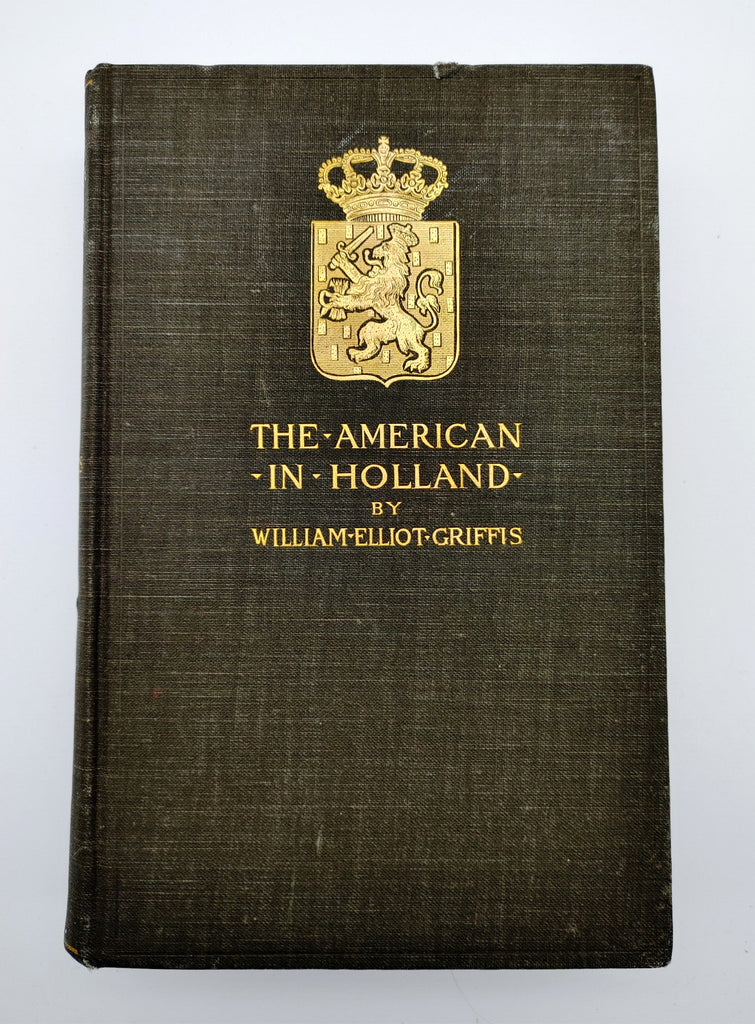 THE·AMERICAN
·IN·HOLLAND·
BY
WILLIAM·ELLIOT·GRIFFIS